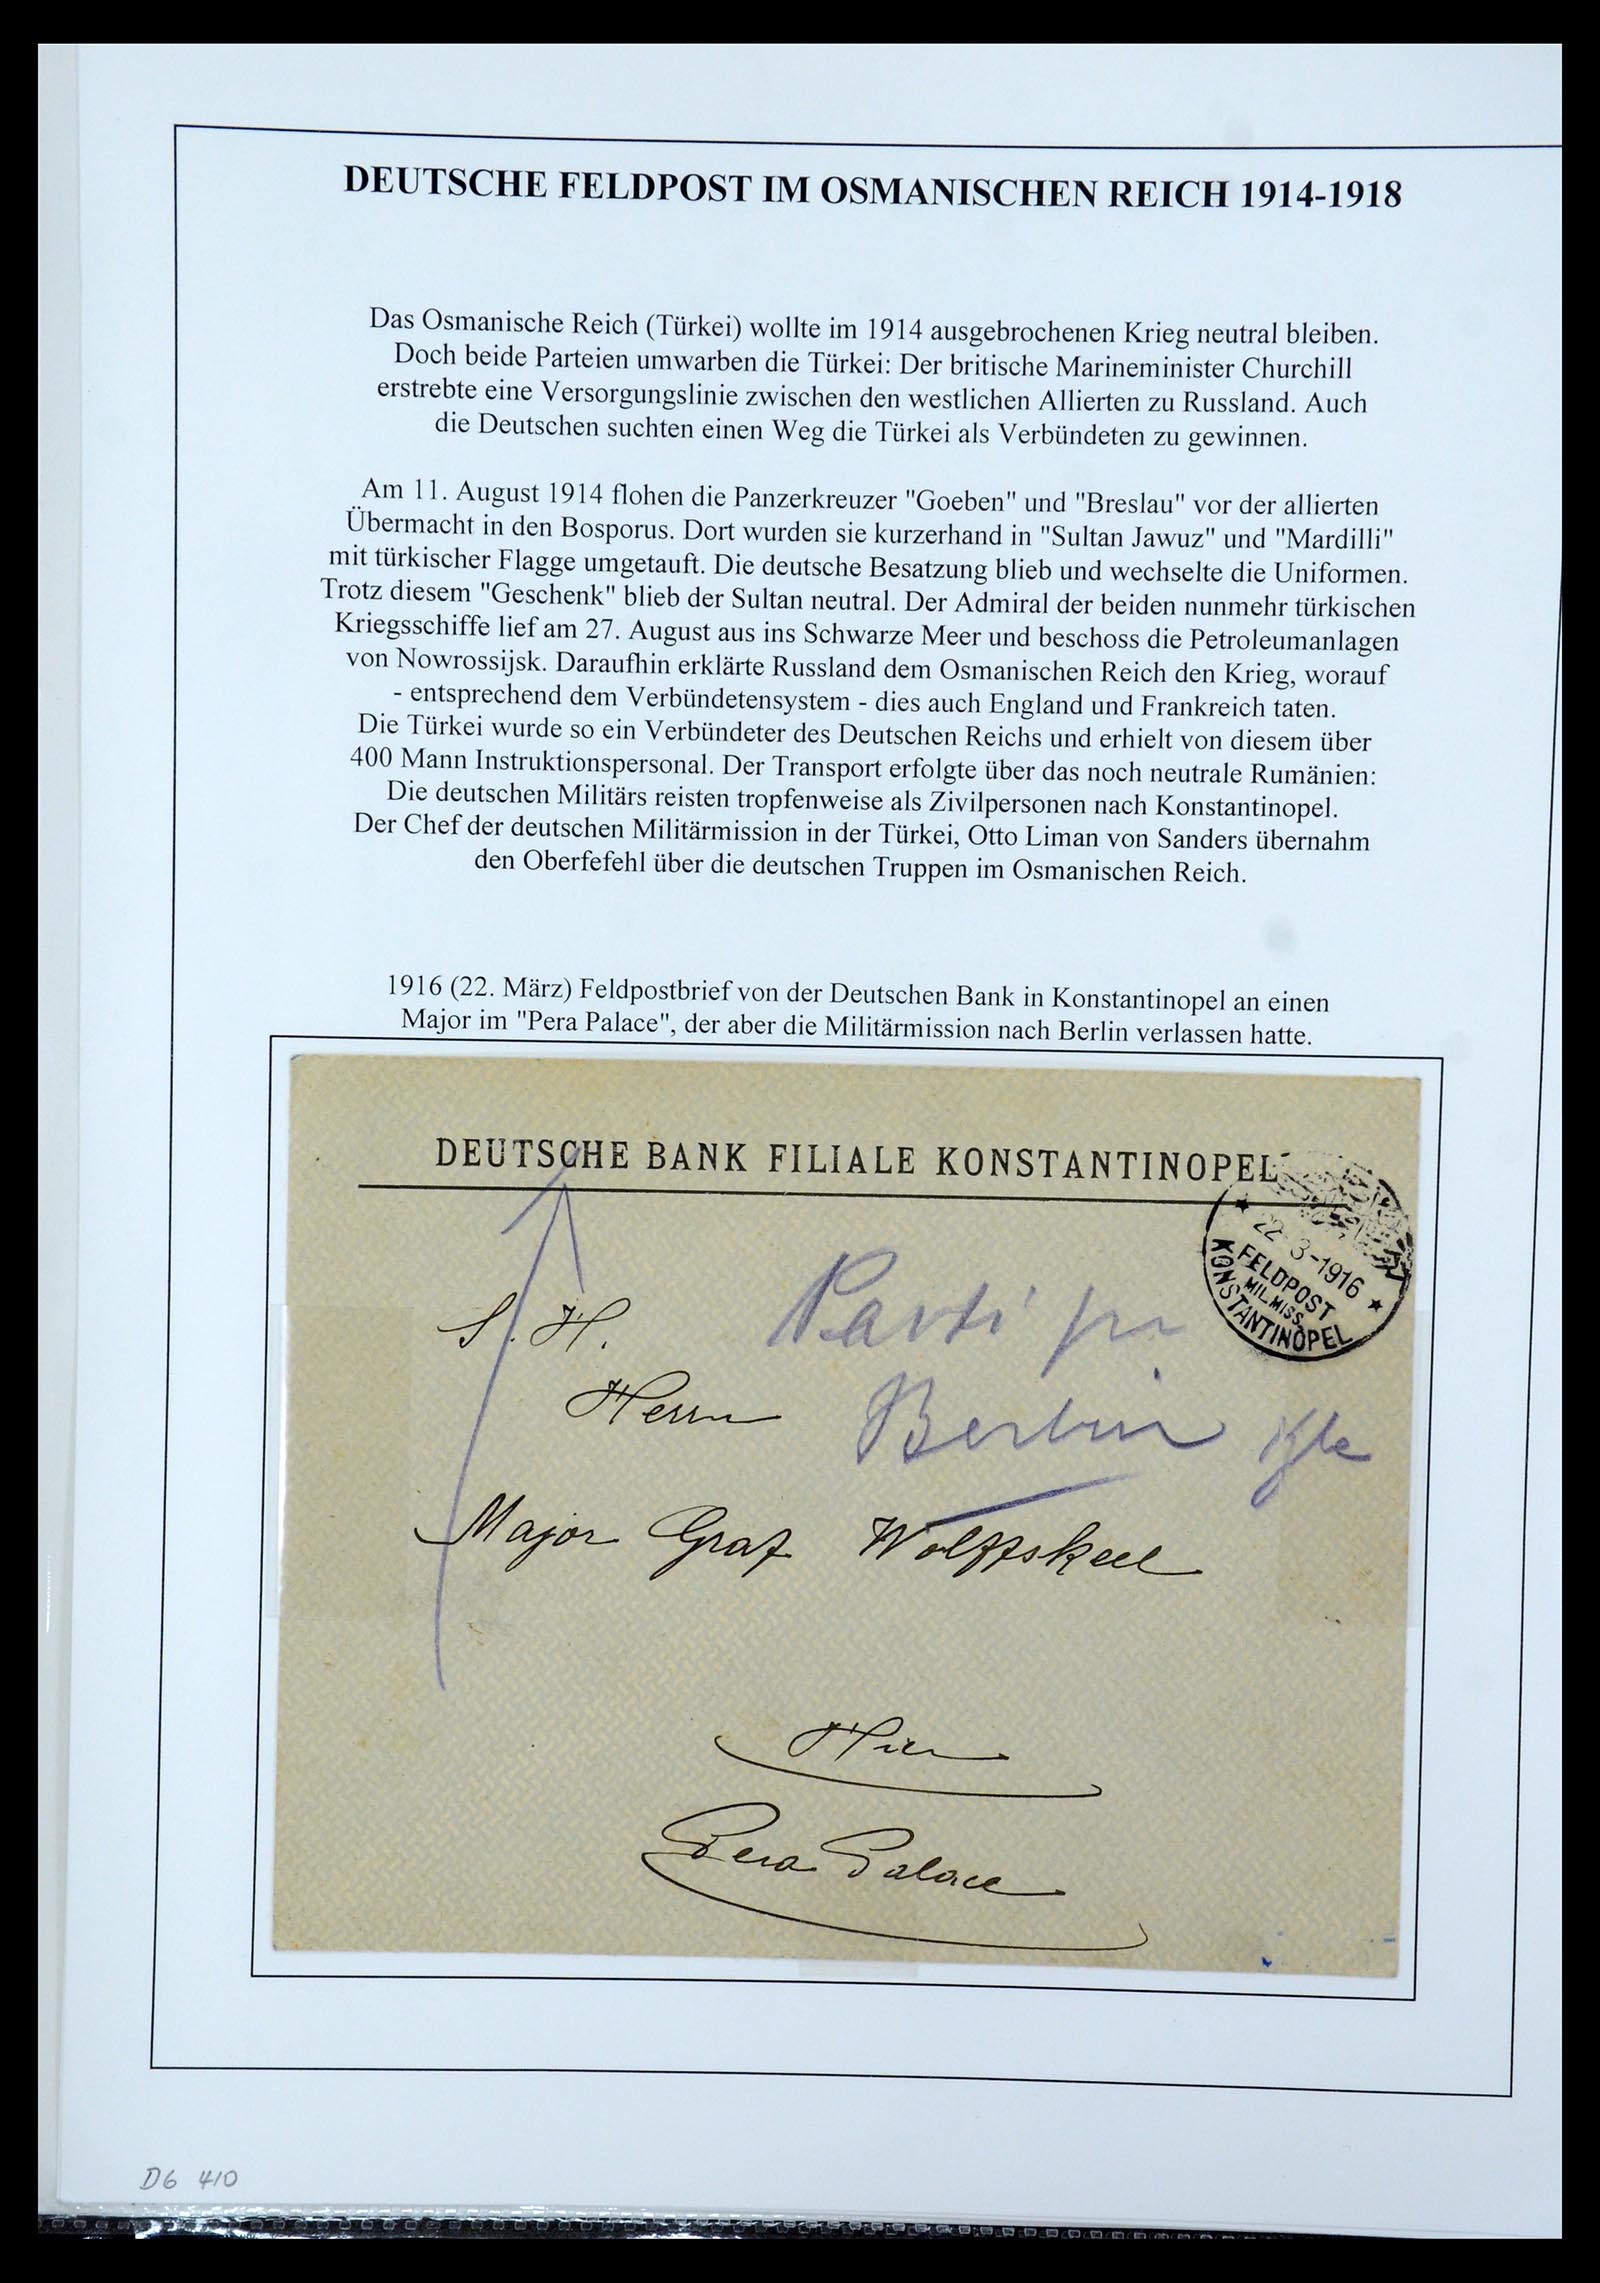 DEUTSCHE FELDPOST IM OSMANISCHEN REICH 1914-1918
Das Osmanische Reich (Türkei) wollte im 1914 ausgebrochenen Krieg neutral bleiben.
Doch beide Parteien umwarben die Türkei: Der britische Marineminister Churchill
erstrebte eine Versorgungslinie zwischen den westlichen Allierten zu Russland. Auch
die Deutschen suchten einen Weg die Türkei als Verbündeten zu gewinnen.
Am 11. August 1914 flohen die Panzerkreuzer "Goeben" und "Breslau" vor der allierten
Übermacht in den Bosporus. Dort wurden sie kurzerhand in "Sultan Jawuz" und "Mardilli"
mit türkischer Flagge umgetauft. Die deutsche Besatzung blieb und wechselte die Uniformen.
Trotz diesem "Geschenk" blieb der Sultan neutral. Der Admiral der beiden nunmehr türkischen
Kriegsschiffe lief am 27. August aus ins Schwarze Meer und beschoss die Petroleumanlagen
von Nowrossijsk. Daraufhin erklärte Russland dem Osmanischen Reich den Krieg, worauf
- entsprechend dem Verbündetensystem - dies auch England und Frankreich taten.
Die Türkei wurde so ein Verbündeter des Deutschen Reichs und erhielt von diesem über
400 Mann Instruktionspersonal. Der Transport erfolgte über das noch neutrale Rumänien:
Die deutschen Militärs reisten tropfenweise als Zivilpersonen nach Konstantinopel.
Der Chef der deutschen Militärmission in der Türkei, Otto Liman von Sanders übernahm
den Oberfefehl über die deutschen Truppen im Osmanischen Reich.
1916 (22. März) Feldpostbrief von der Deutschen Bank in Konstantinopel an einen
Major im "Pera Palace", der aber die Militärmission nach Berlin verlassen hatte.
DEUTSCHE BANK FILIALE KONSTANTINOPEL
22-3-1916
FELDPOST
MIL.MISS.
KONSTANTINOPEL
S. H.
Parti pr
Herrn
Berlin
Major Graf Wolffskeel
Hier
Pera Palace
D6 410